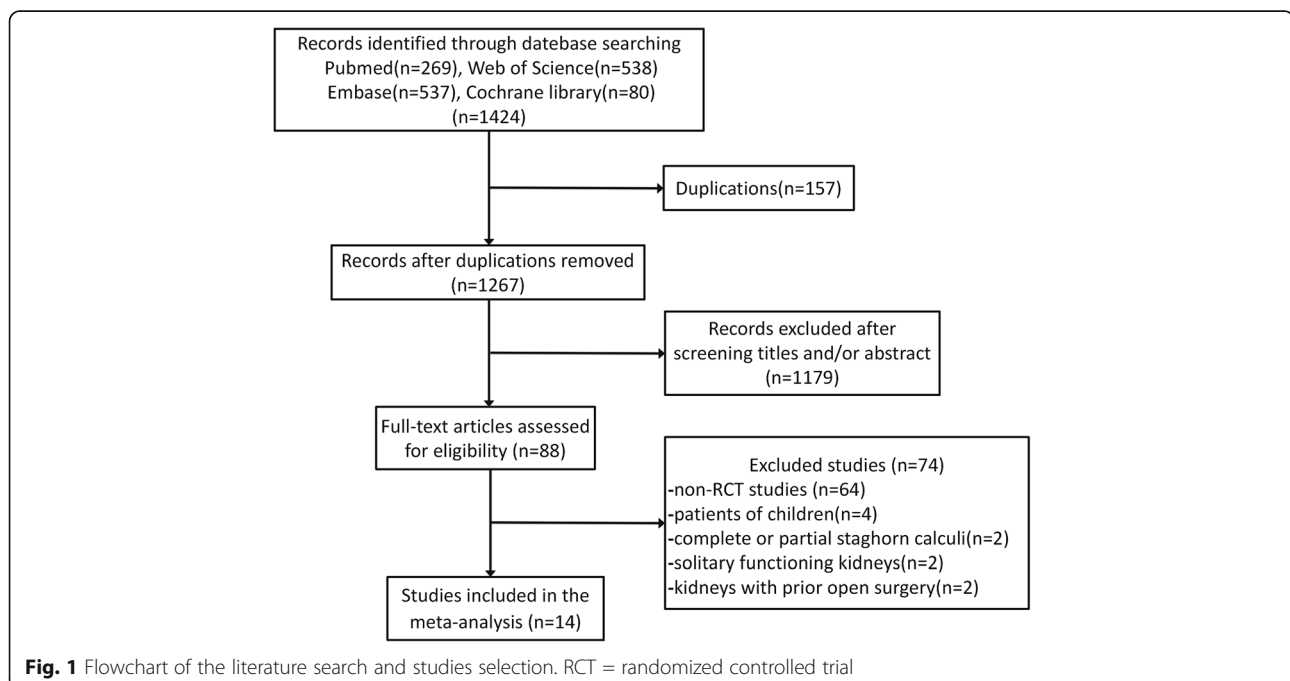 Records identified through datebase searching
Pubmed(n=269), Web of Science(n=538)
Embase(n=537), Cochrane library(n=80)
(n=1424)
Duplications(n=157)
Records after duplications removed
(n=1267)
Records excluded after
screening titles and/or abstract
(n=1179)
Full-text articles assessed
for eligibility (n=88)
Excluded studies (n=74)
-non-RCT studies (n=64)
-patients of children(n=4)
-complete or partial staghorn calculi(n=2)
-solitary functioning kidneys(n=2)
-kidneys with prior open surgery(n=2)
Studies included in the
meta-analysis (n=14)
Fig. 1 Flowchart of the literature search and studies selection. RCT = randomized controlled trial